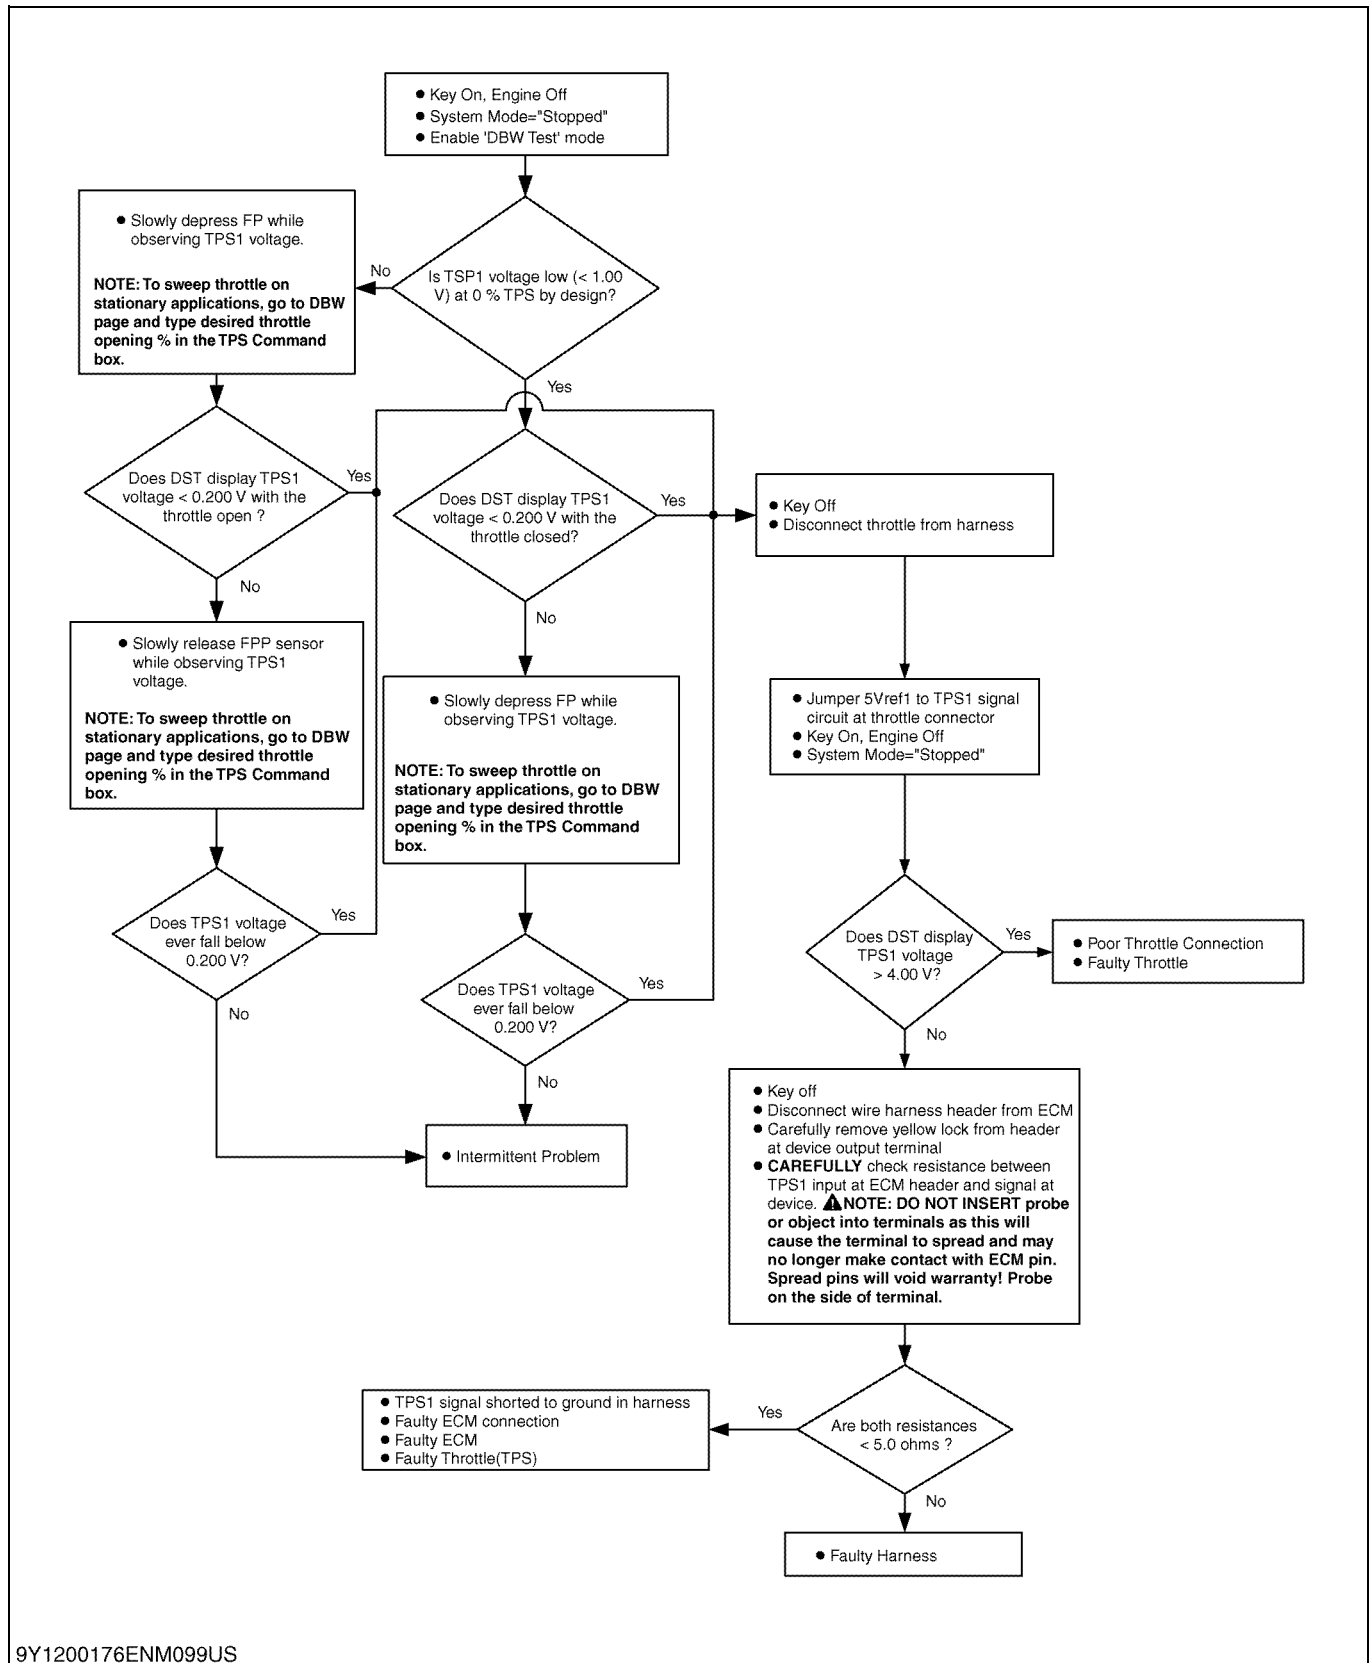 ● Key On, Engine Off
● System Mode="Stopped"
● Enable 'DBW Test' mode
● Slowly depress FP while
observing TPS1 voltage.
NOTE: To sweep throttle on
stationary applications, go to DBW
page and type desired throttle
opening % in the TPS Command
box.
No
Is TSP1 voltage low (< 1.00
V) at 0 % TPS by design?
Yes
Does DST display TPS1
voltage < 0.200 V with the
throttle open ?
Yes
No
Does DST display TPS1
voltage < 0.200 V with the
throttle closed?
Yes
No
● Key Off
● Disconnect throttle from harness
● Slowly release FPP sensor
while observing TPS1
voltage.
NOTE: To sweep throttle on
stationary applications, go to DBW
page and type desired throttle
opening % in the TPS Command
box.
● Slowly depress FP while
observing TPS1 voltage.
NOTE: To sweep throttle on
stationary applications, go to DBW
page and type desired throttle
opening % in the TPS Command
box.
● Jumper 5Vref1 to TPS1 signal
circuit at throttle connector
● Key On, Engine Off
● System Mode="Stopped"
Does TPS1 voltage
ever fall below
0.200 V?
Yes
No
Does TPS1 voltage
ever fall below
0.200 V?
Yes
No
Does DST display
TPS1 voltage
> 4.00 V?
Yes
No
● Poor Throttle Connection
● Faulty Throttle
● Intermittent Problem
● Key off
● Disconnect wire harness header from ECM
● Carefully remove yellow lock from header
at device output terminal
● CAREFULLY check resistance between
TPS1 input at ECM header and signal at
device. ⚠NOTE: DO NOT INSERT probe
or object into terminals as this will
cause the terminal to spread and may
no longer make contact with ECM pin.
Spread pins will void warranty! Probe
on the side of terminal.
● TPS1 signal shorted to ground in harness
● Faulty ECM connection
● Faulty ECM
● Faulty Throttle(TPS)
Yes
Are both resistances
< 5.0 ohms ?
No
● Faulty Harness
9Y1200176ENM099US